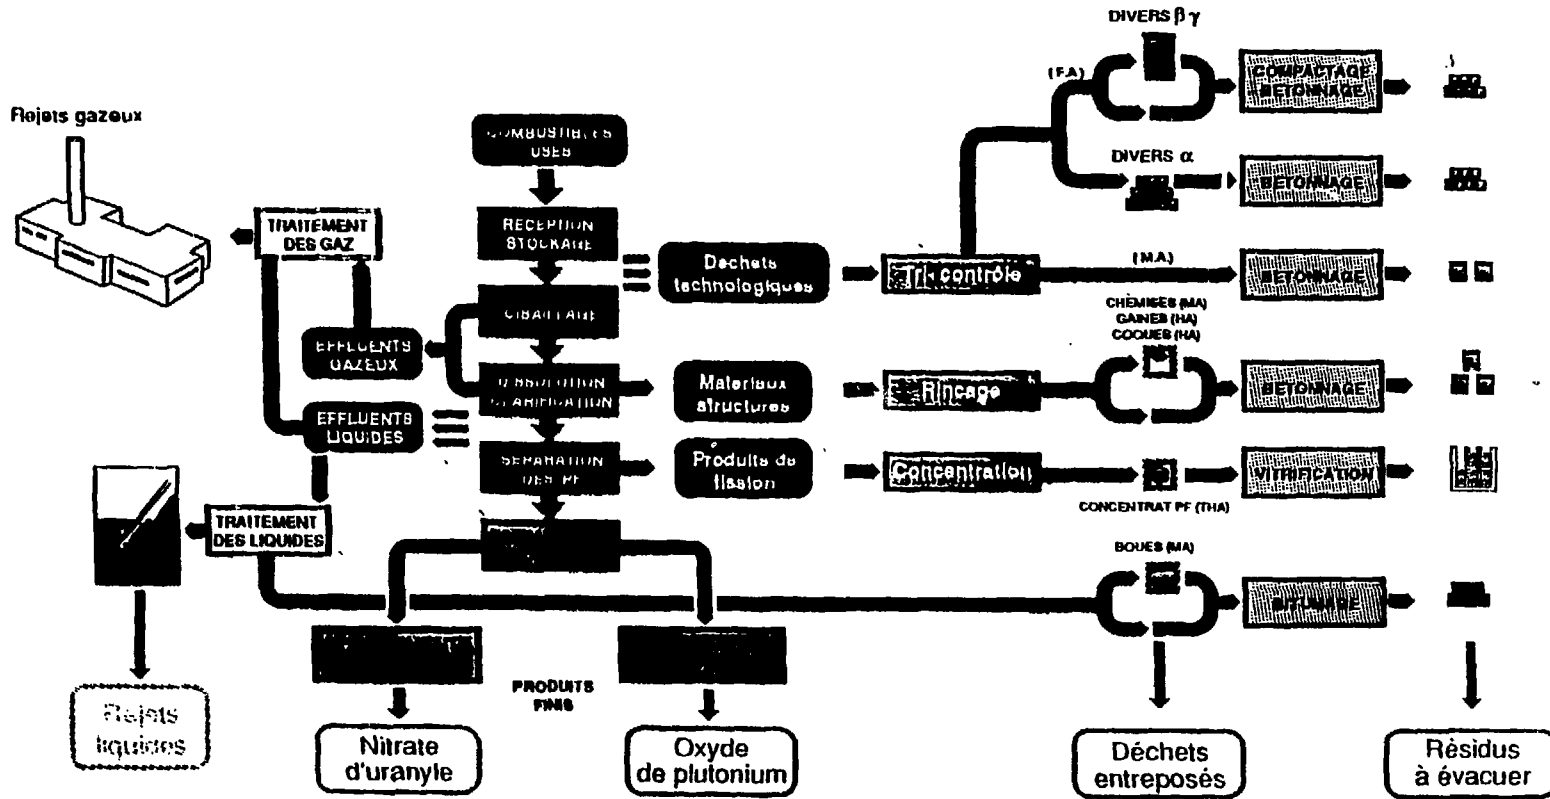 DIVERS β γ
(F.A)
COMPACTAGE
BETONNAGE
Rejets gazeux
COMBUSTIBLES
USES
DIVERS α
BETONNAGE
TRAITEMENT
DES GAZ
RECEPTION
STOCKAGE
Dechets
technologiques
Tri-contrôle
(M.A.)
BETONNAGE
CISAILLAGE
CHEMISES (MA)
GAINES (HA)
COQUES (HA)
EFFLUENTS
GAZEUX
DISSOLUTION
CLARIFICATION
Materiaux
structures
Rincage
BETONNAGE
EFFLUENTS
LIQUIDES
SEPARATION
DES PF
Produits de
fission
Concentration
VITRIFICATION
CONCENTRAT PF (THA)
TRAITEMENT
DES LIQUIDES
BOUES (MA)
BITUMAGE
PRODUITS
FINIS
Rejets
liquides
Nitrate
d'uranyle
Oxyde
de plutonium
Déchets
entreposés
Résidus
à évacuer